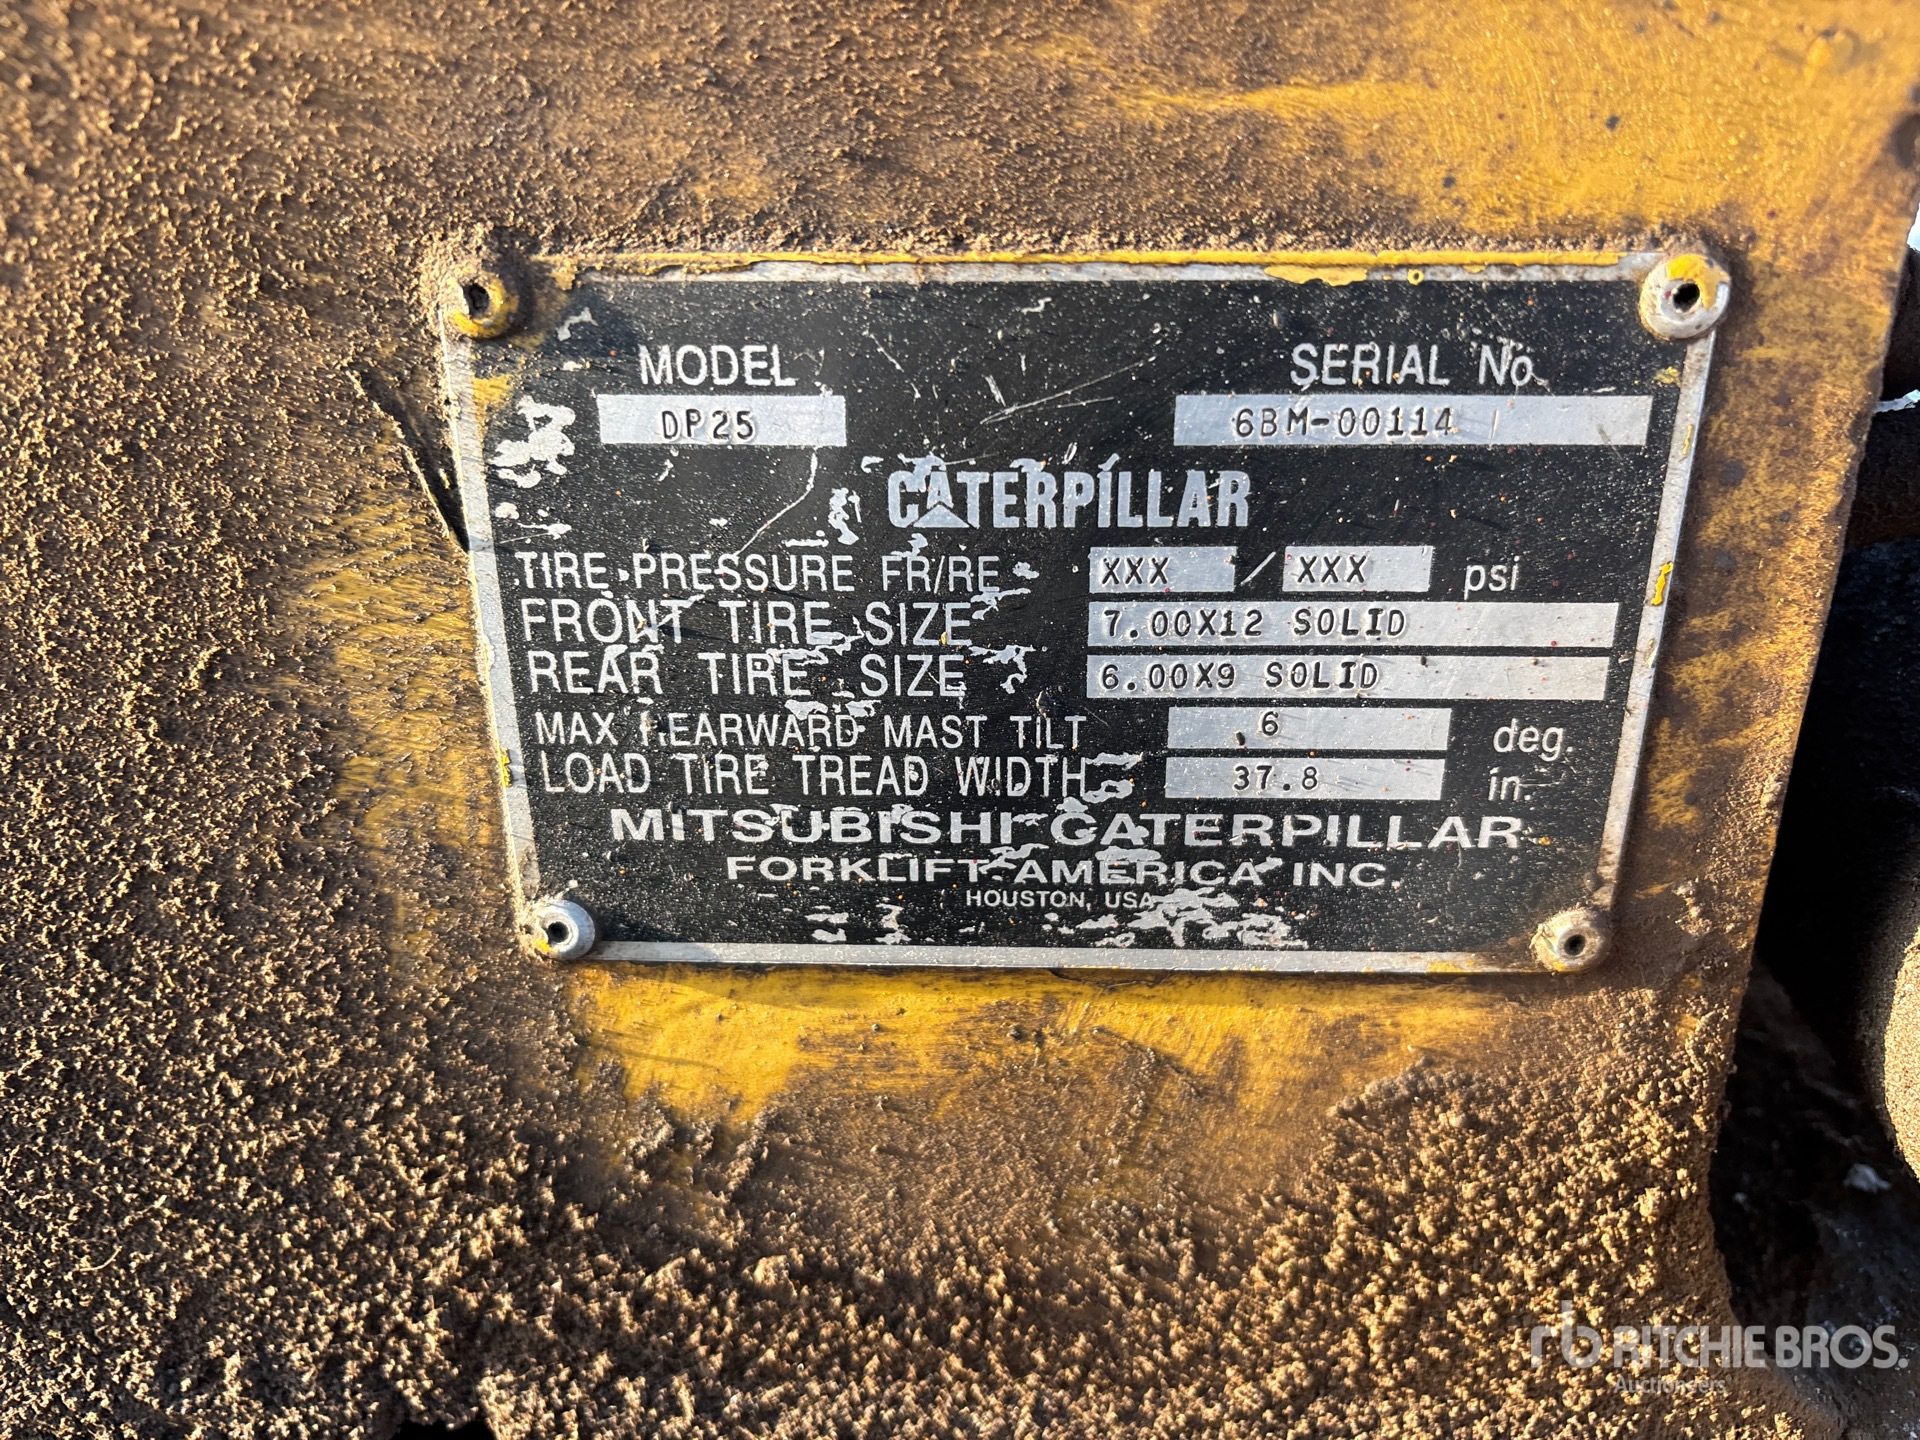 MODEL SERIAL No.
DP25 6BM-00114
CATERPILLAR
TIRE PRESSURE FR/RE XXX / XXX psi
FRONT TIRE SIZE 7.00X12 SOLID
REAR TIRE SIZE 6.00X9 SOLID
MAX REARWARD MAST TILT 6 deg.
LOAD TIRE TREAD WIDTH 37.8 in.
MITSUBISHI CATERPILLAR
FORKLIFT AMERICA INC.
HOUSTON, USA
rb RITCHIE BROS.
Auctioneers